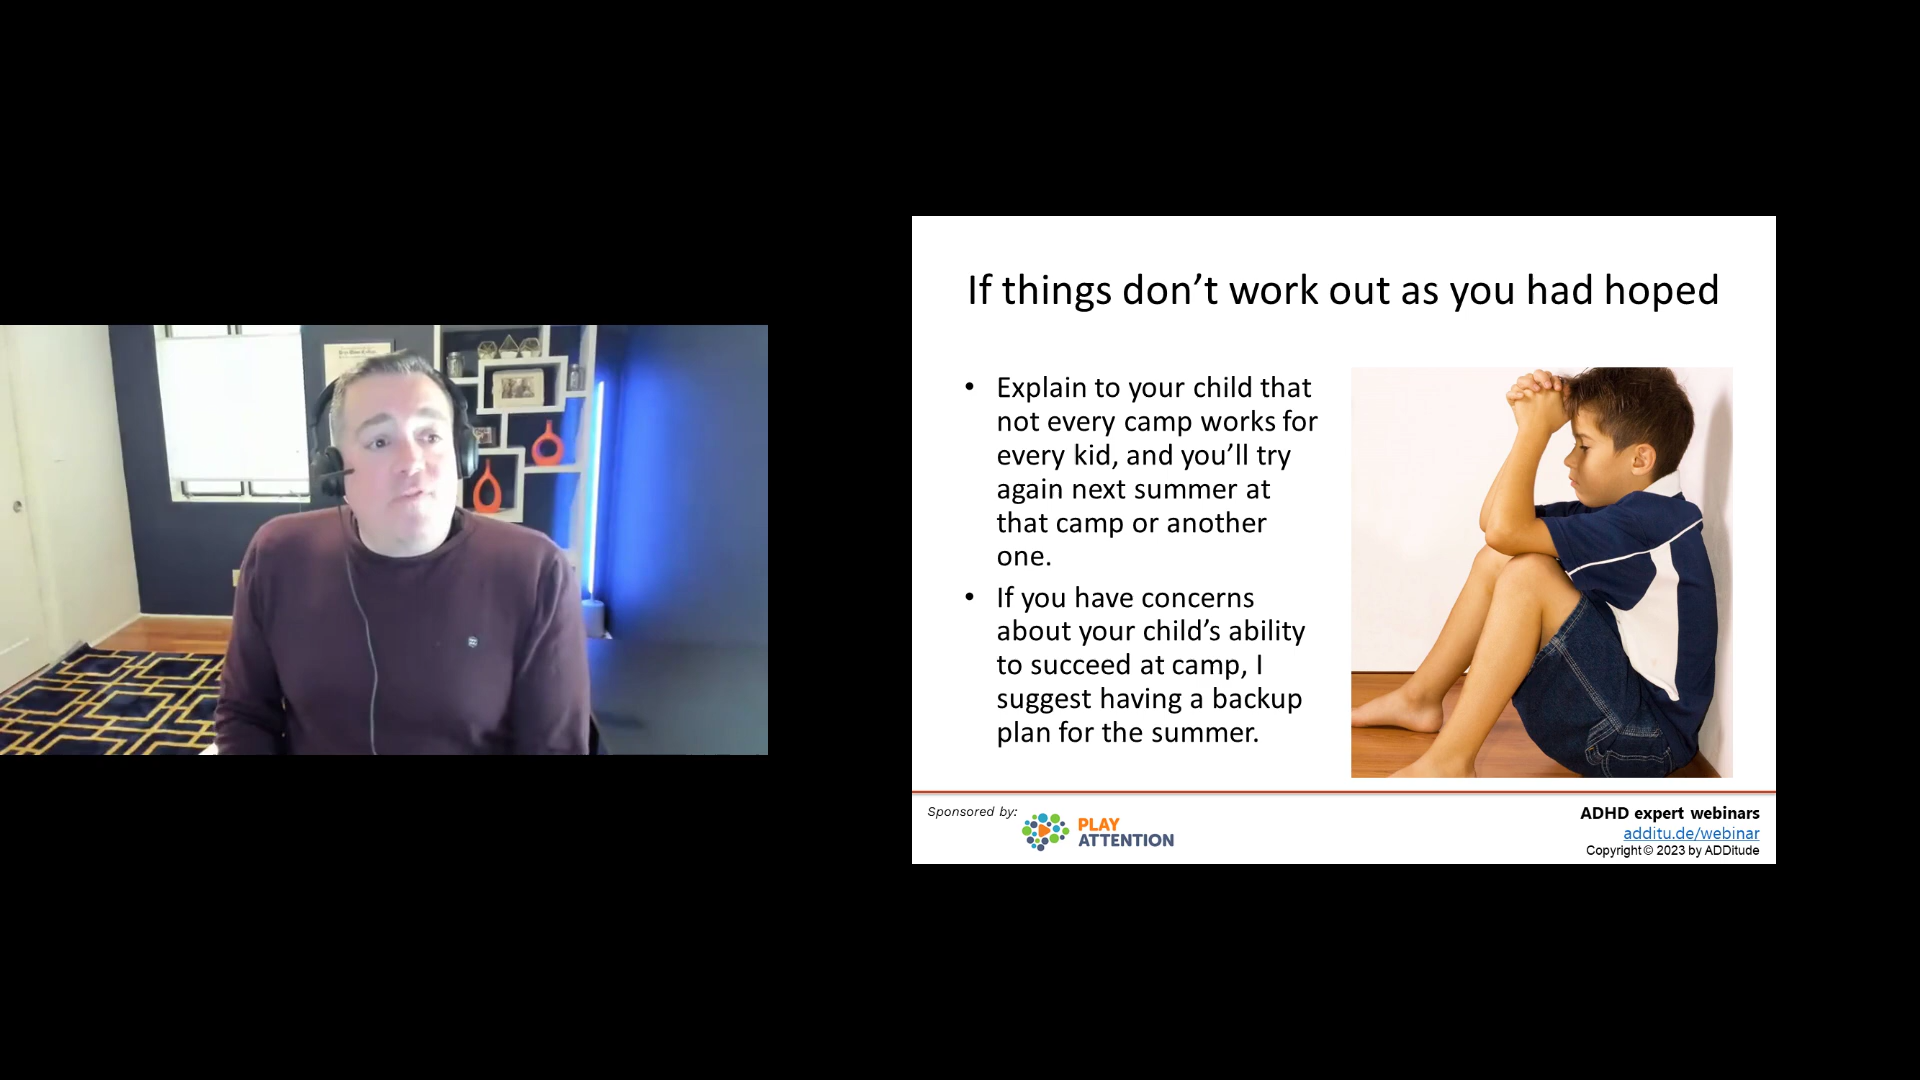 If things don’t work out as you had hoped
• Explain to your child that
not every camp works for
every kid, and you’ll try
again next summer at
that camp or another
one.
• If you have concerns
about your child’s ability
to succeed at camp, I
suggest having a backup
plan for the summer.
Sponsored by:
PLAY
ATTENTION
ADHD expert webinars
additu.de/webinar
Copyright © 2023 by ADDitude